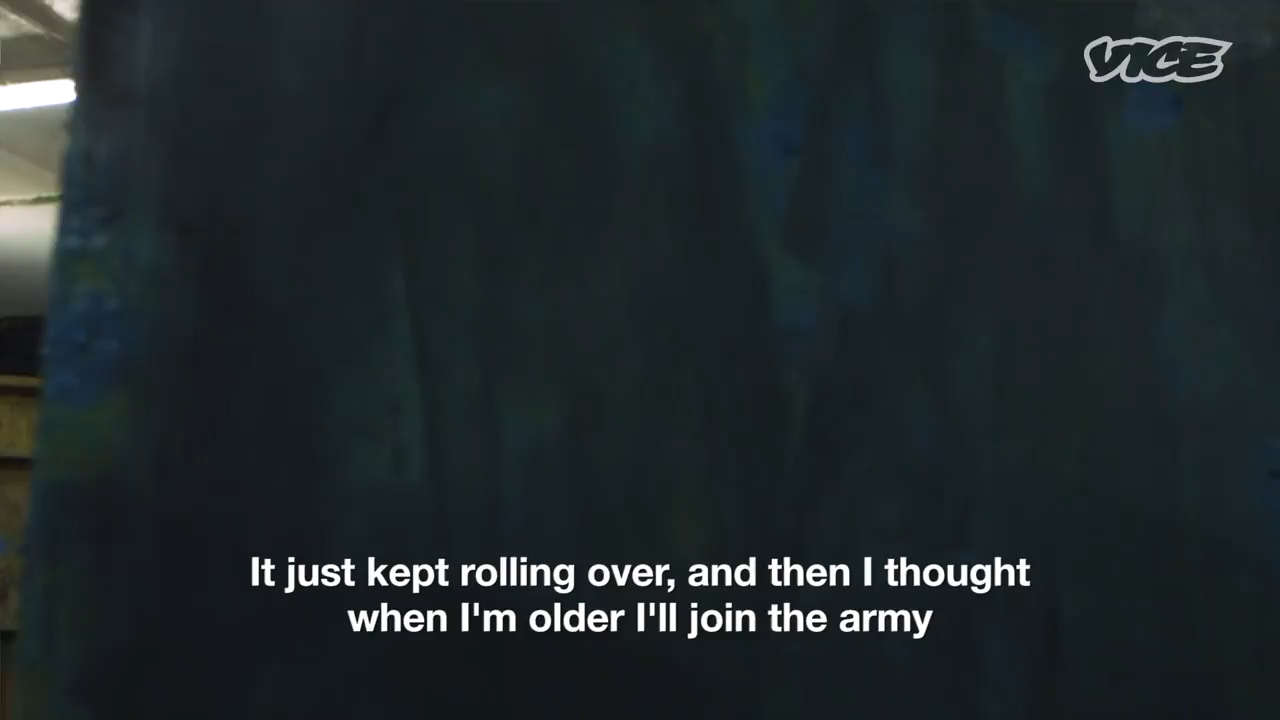 VICE
It just kept rolling over, and then I thought
when I'm older I'll join the army